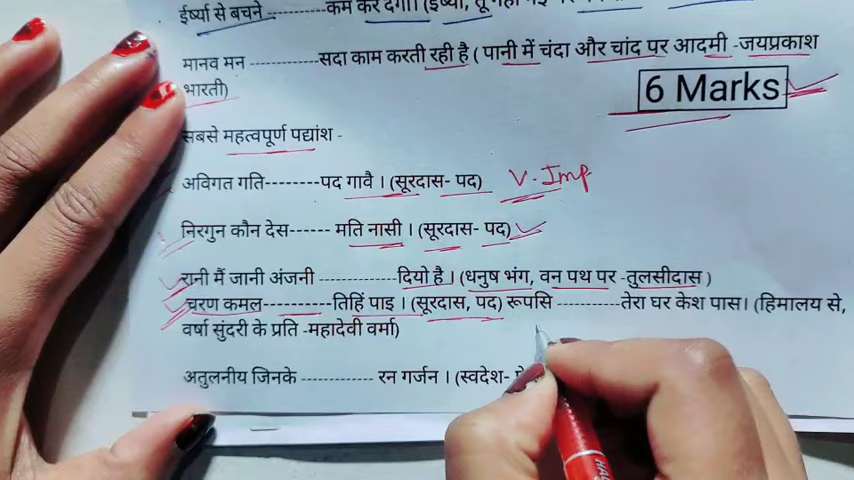 ईर्ष्या से बचने ---------- कम कर देगी। (ईर्ष्या, तू
मानव मन ------------ सदा काम करती रही है ( पानी में चंदा और चांद पर आदमी -जयप्रकाश
भारती)
6 Marks
सबसे महत्वपूर्ण पद्यांश -
अविगत गति--------पद गावै । (सूरदास- पद) V. Imp
निरगुन कौन देस------ मति नासी । (सूरदास- पद)
रानी मैं जानी अंजनी ------------- दियो है । (धनुष भंग, वन पथ पर -तुलसीदास )
चरण कमल-----------तिहिं पाइ । (सूरदास, पद) रूपसि ----------तेरा घर केश पास। (हिमालय से,
वर्षा सुंदरी के प्रति -महादेवी वर्मा)
अतुलनीय जिनके ------------ रन गर्जन । (स्वदेश-